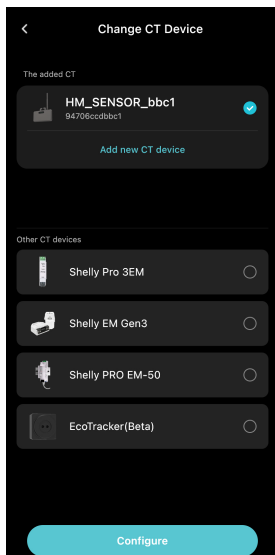 Change CT Device
The added CT
HM_SENSOR_bbc1
94706ccdbbc1
Add new CT device
Other CT devices
Shelly Pro 3EM
Shelly EM Gen3
Shelly PRO EM-50
EcoTracker(Beta)
Configure